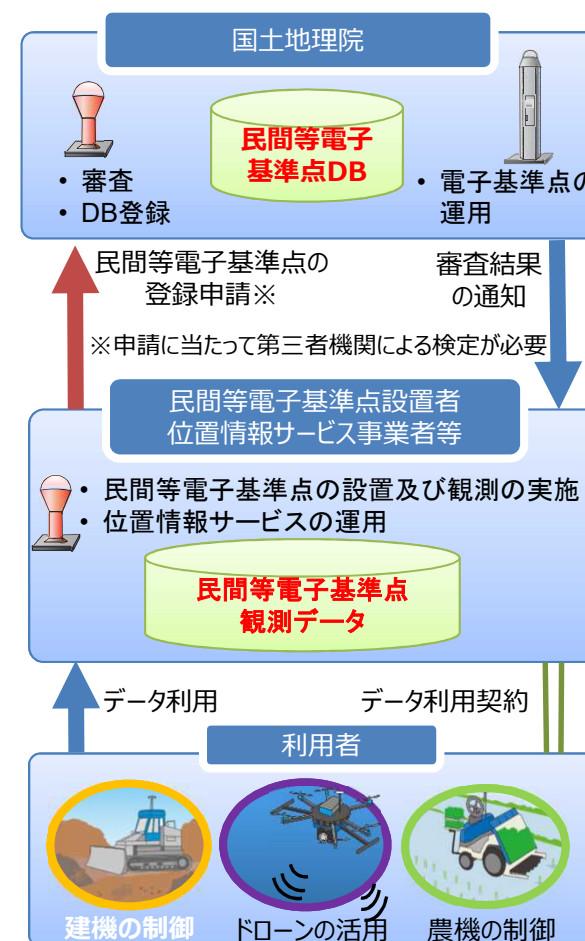 国土地理院
民間等電子
基準点DB
• 審査
• DB登録
• 電子基準点の
運用
民間等電子基準点の
登録申請※
審査結果
の通知
※申請に当たって第三者機関による検定が必要
民間等電子基準点設置者
位置情報サービス事業者等
• 民間等電子基準点の設置及び観測の実施
• 位置情報サービスの運用
民間等電子基準点
観測データ
データ利用
データ利用契約
利用者
建機の制御
ドローンの活用
農機の制御